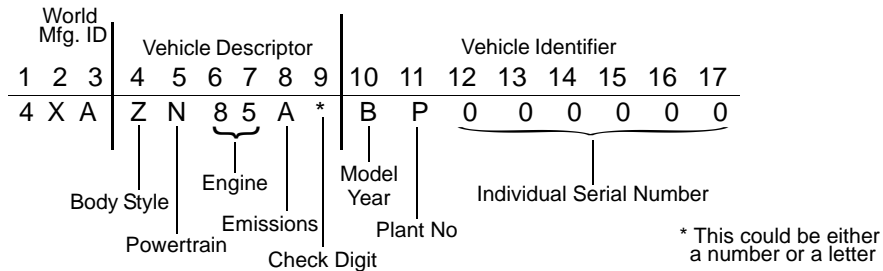 World
Mfg. ID
Vehicle Descriptor
Vehicle Identifier
1 2 3 4 5 6 7 8 9 10 11 12 13 14 15 16 17
4 X A Z N 8 5 A * B P 0 0 0 0 0 0
Body Style
Powertrain
Engine
Emissions
Check Digit
Model
Year
Plant No
Individual Serial Number
* This could be either
a number or a letter